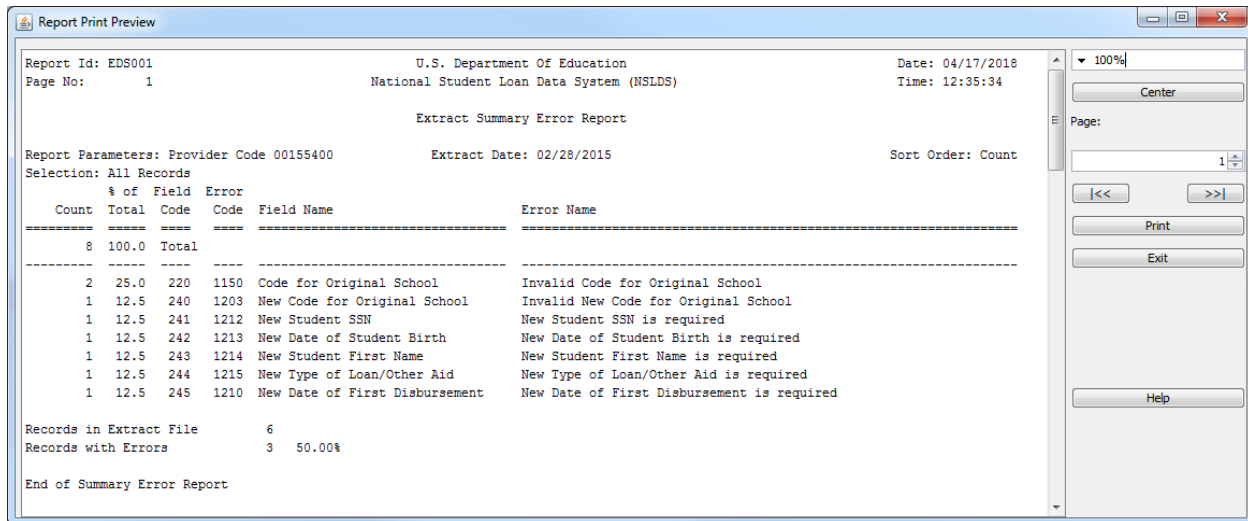 Report Print Preview
Report Id: EDS001 U.S. Department Of Education Date: 04/17/2018
Page No: 1 National Student Loan Data System (NSLDS) Time: 12:35:34
Extract Summary Error Report
Report Parameters: Provider Code 00155400 Extract Date: 02/28/2015 Sort Order: Count
Selection: All Records
% of Field Error
Count Total Code Code Field Name Error Name
========= ===== ==== ==== ================================= ==================================================================
8 100.0 Total
--------- ----- ---- ---- --------------------------------- ------------------------------------------------------------------
2 25.0 220 1150 Code for Original School Invalid Code for Original School
1 12.5 240 1203 New Code for Original School Invalid New Code for Original School
1 12.5 241 1212 New Student SSN New Student SSN is required
1 12.5 242 1213 New Date of Student Birth New Date of Student Birth is required
1 12.5 243 1214 New Student First Name New Student First Name is required
1 12.5 244 1215 New Type of Loan/Other Aid New Type of Loan/Other Aid is required
1 12.5 245 1210 New Date of First Disbursement New Date of First Disbursement is required
Records in Extract File 6
Records with Errors 3 50.00%
End of Summary Error Report
100%
Center
Page:
1
|<< >>|
Print
Exit
Help